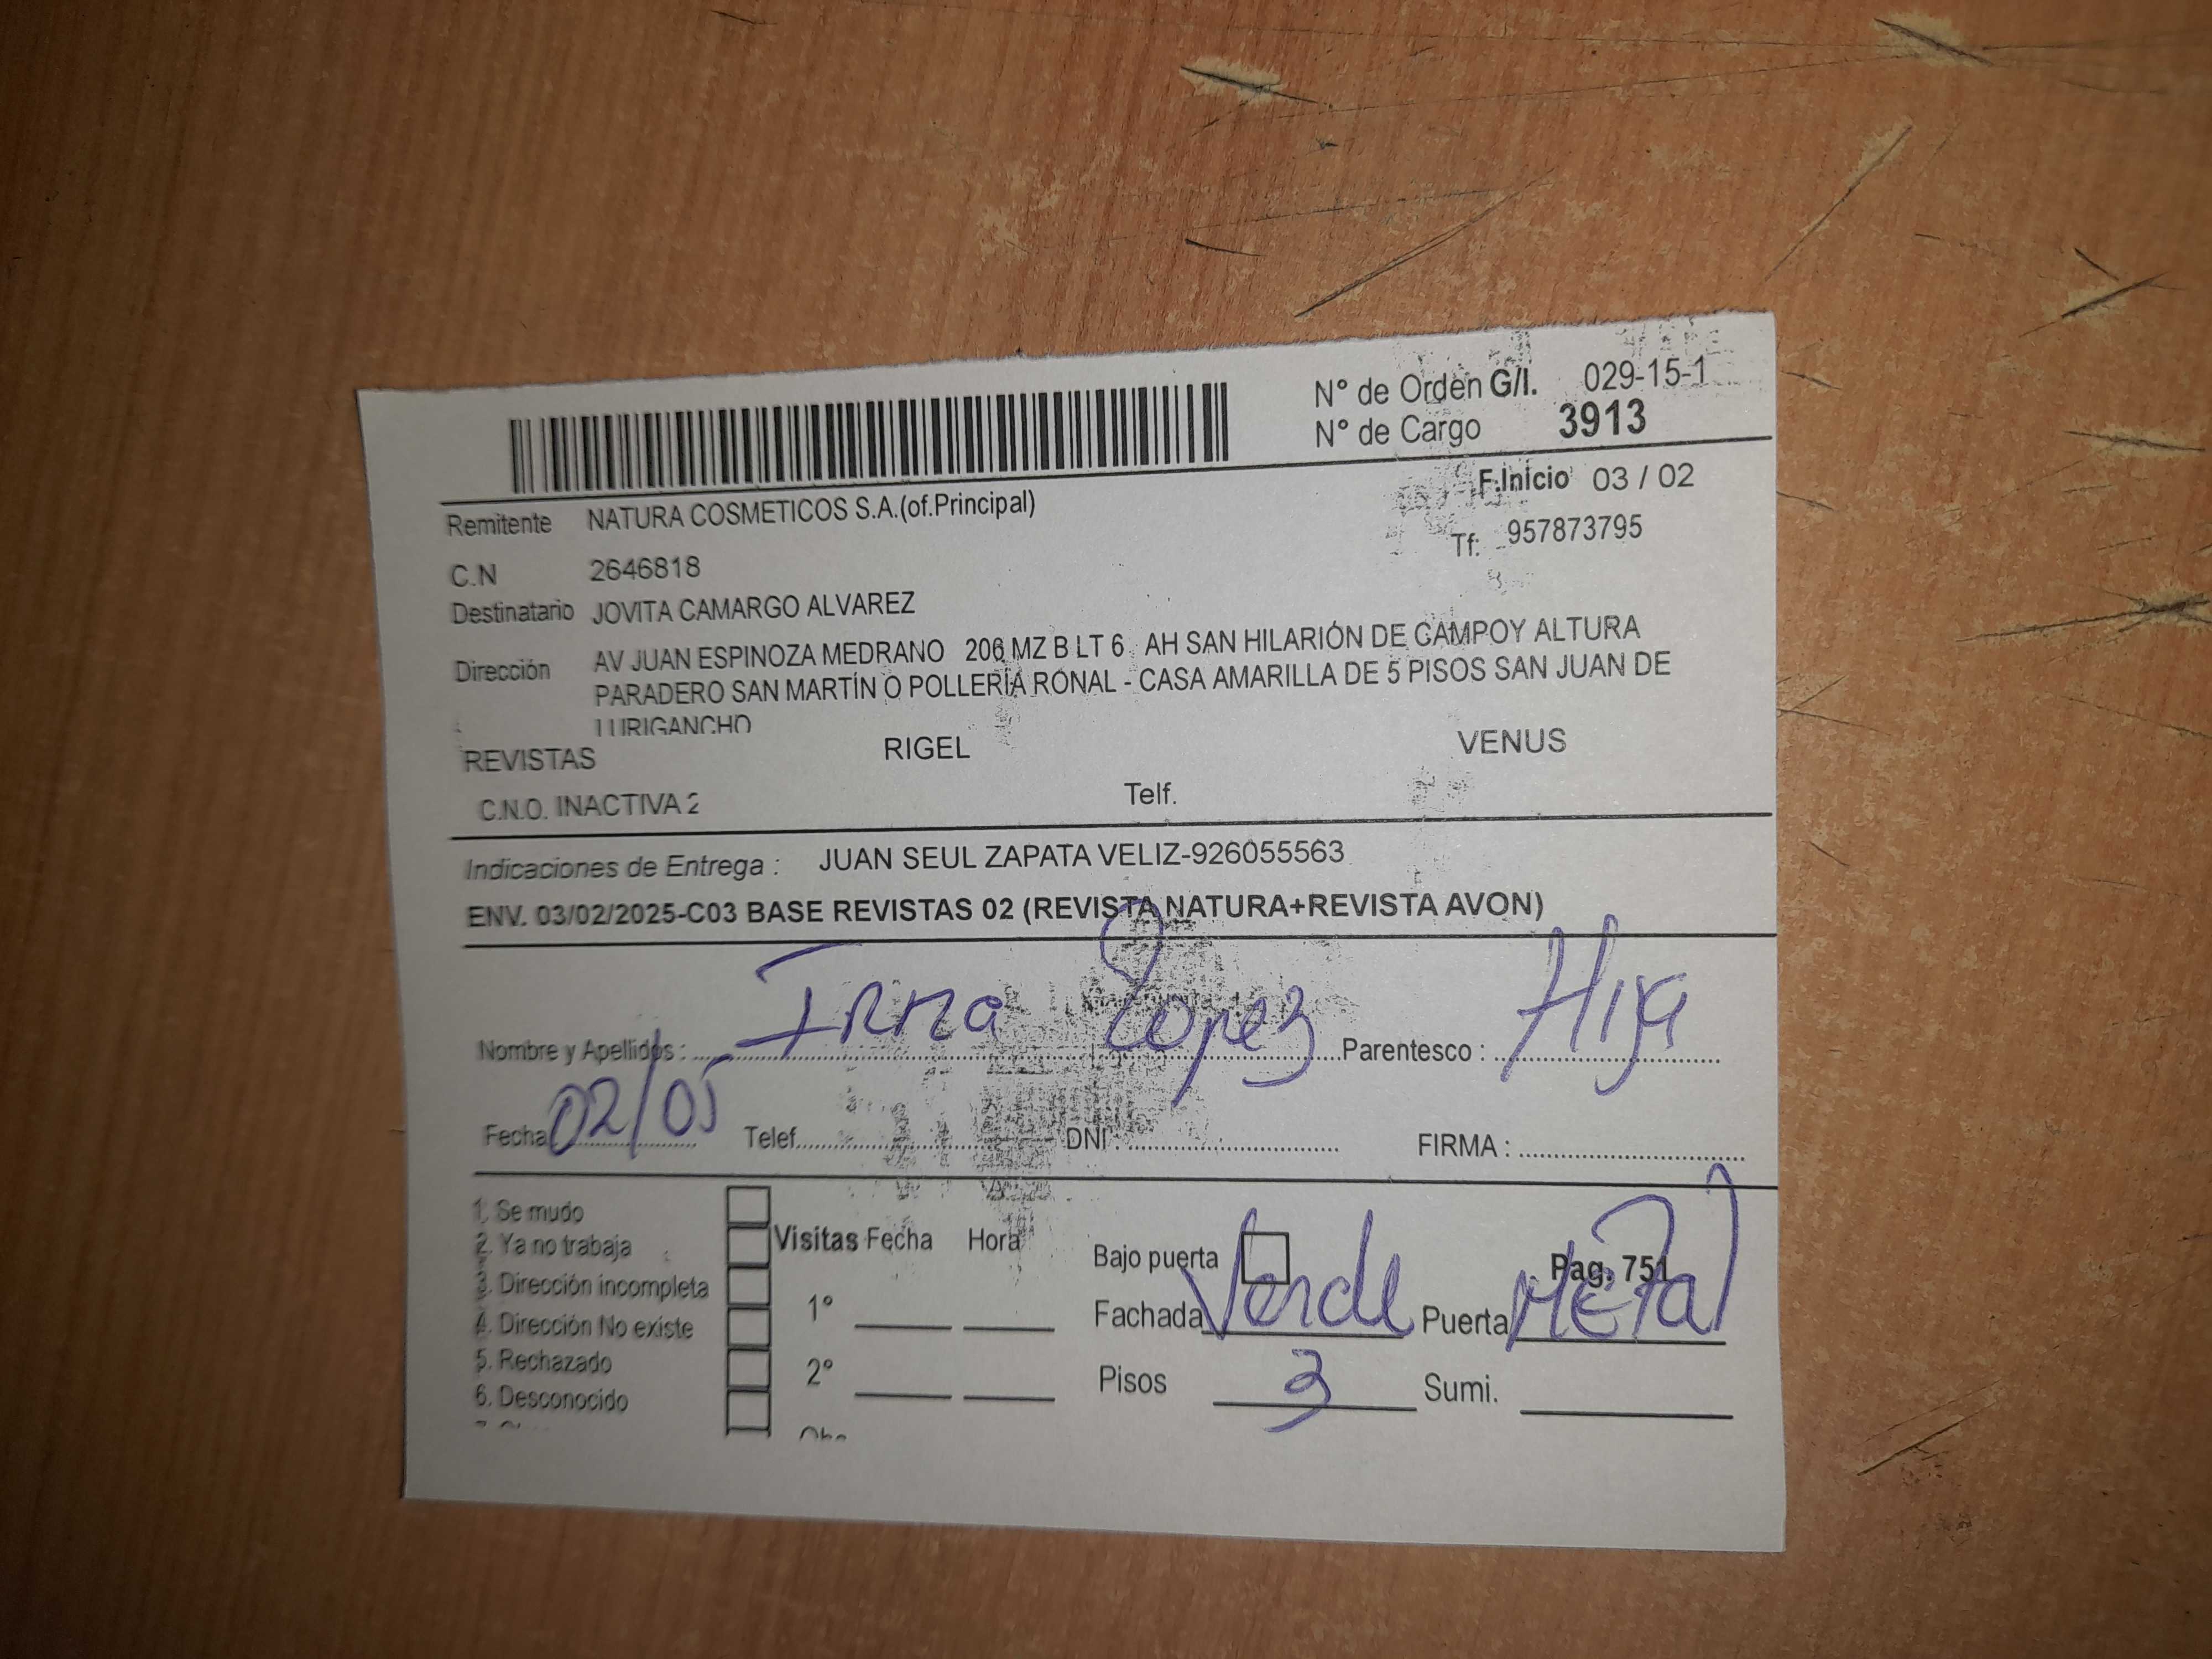 N° de Orden G/I. 029-15-1
N° de Cargo 3913
F.Inicio 03 / 02
Remitente NATURA COSMETICOS S.A.(of.Principal)
Tf: 957873795
C.N 2646818
Destinatario JOVITA CAMARGO ALVAREZ
Dirección AV JUAN ESPINOZA MEDRANO 206 MZ B LT 6 AH SAN HILARIÓN DE CAMPOY ALTURA
PARADERO SAN MARTÍN O POLLERÍA RONAL - CASA AMARILLA DE 5 PISOS SAN JUAN DE
LURIGANCHO
REVISTAS RIGEL VENUS
C.N.O. INACTIVA 2 Telf.
Indicaciones de Entrega : JUAN SEUL ZAPATA VELIZ-926055563
ENV. 03/02/2025-C03 BASE REVISTAS 02 (REVISTA NATURA+REVISTA AVON)
Nombre y Apellidos : Irma Lopez Parentesco : Hija
Fecha 02/05 Telef. DNI : FIRMA :
1. Se mudo
2. Ya no trabaja Visitas Fecha Hora Bajo puerta Pag. 751
3. Dirección incompleta
4. Dirección No existe 1° Fachada Verde Puerta Metal
5. Rechazado
6. Desconocido 2° Pisos 3 Sumi.